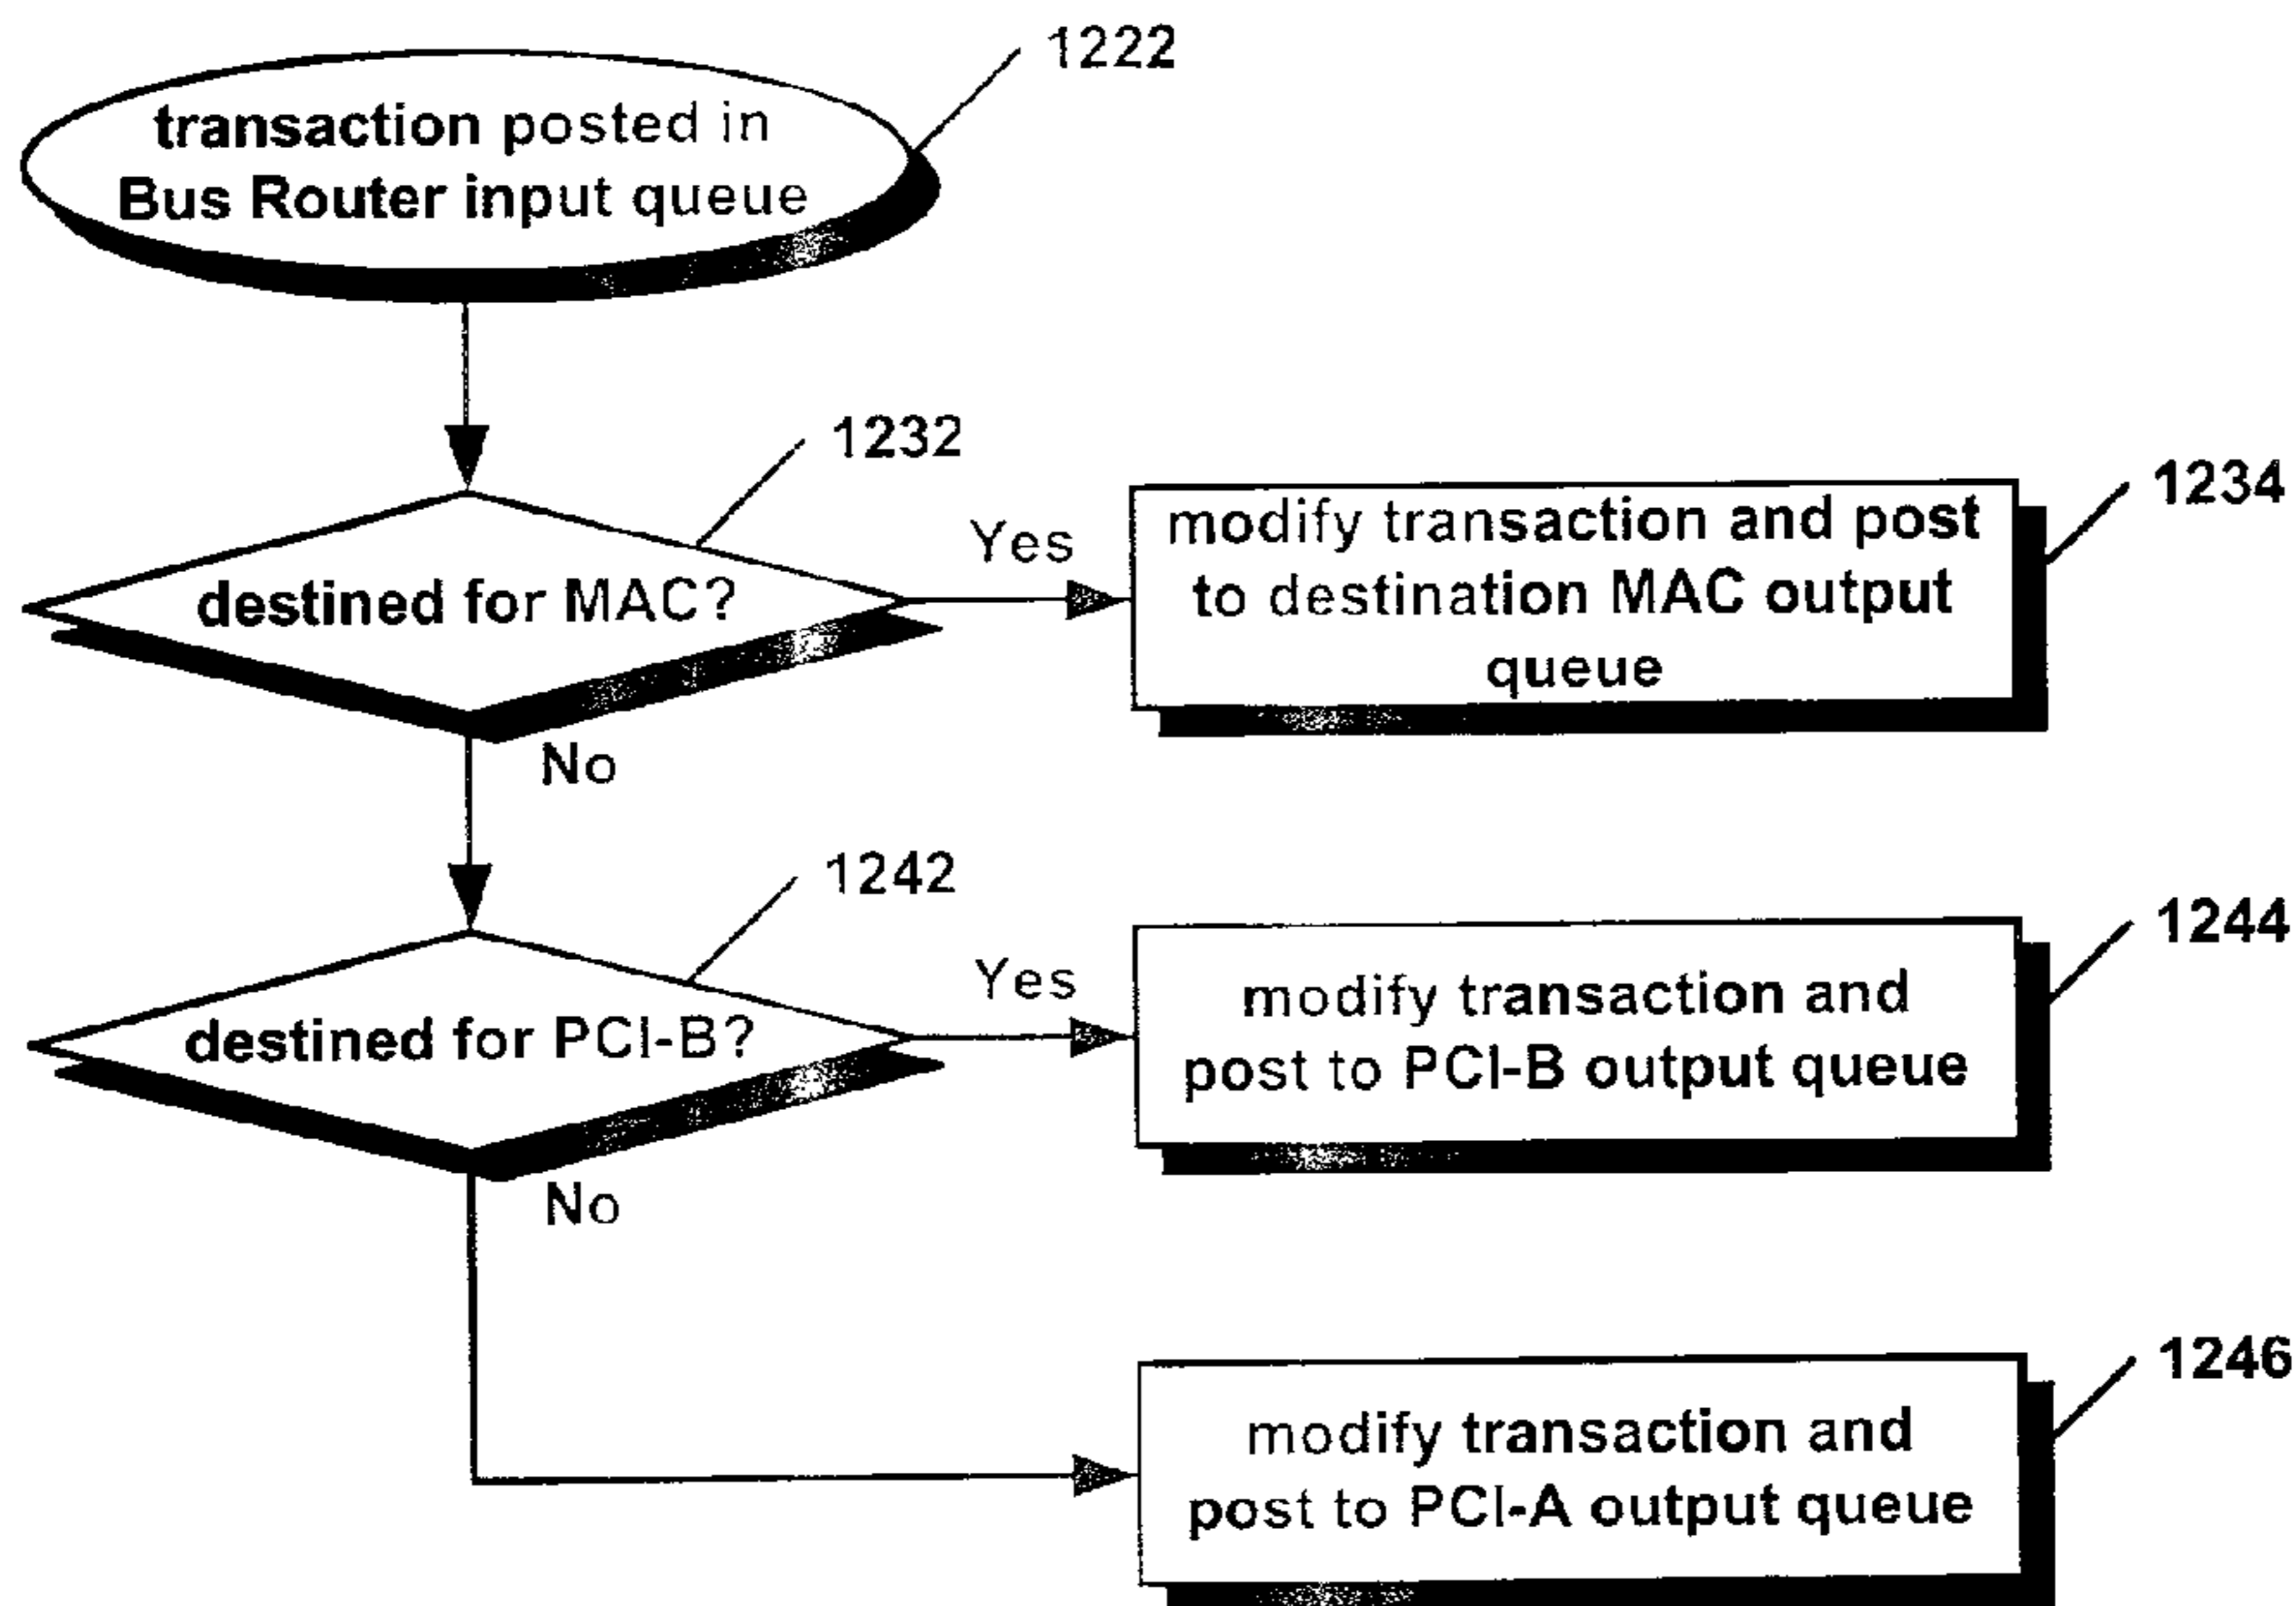 1222
transaction posted in
Bus Router input queue
1232
destined for MAC?
Yes
1234
modify transaction and post
to destination MAC output
queue
No
1242
destined for PCI-B?
Yes
1244
modify transaction and
post to PCI-B output queue
No
1246
modify transaction and
post to PCI-A output queue